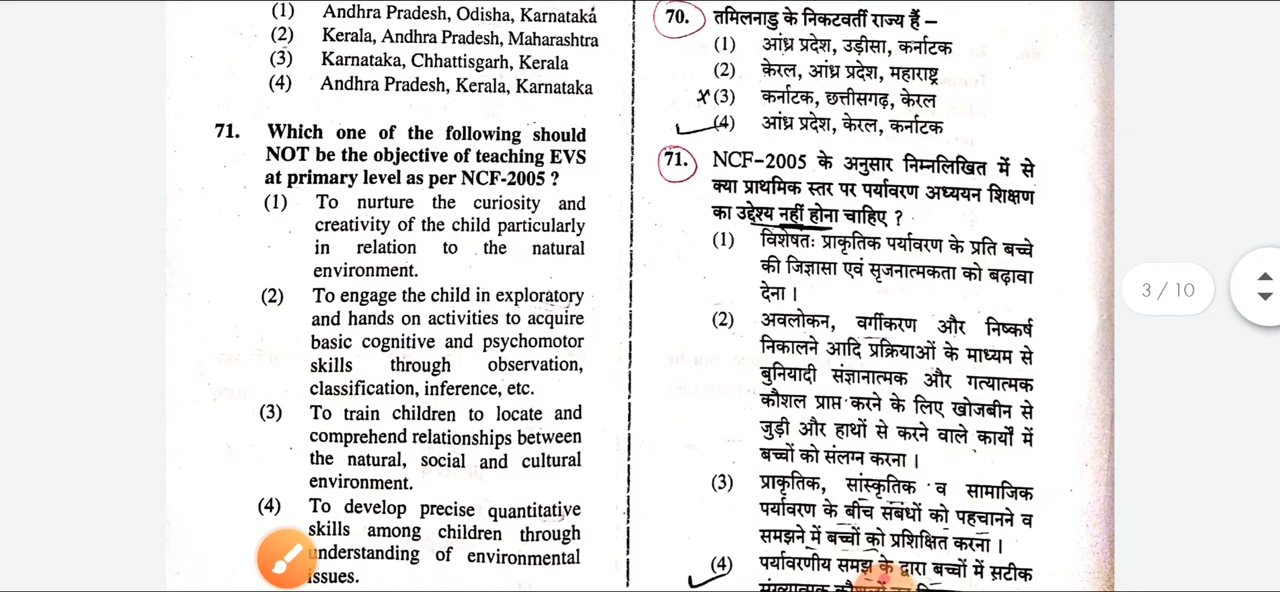 (1) Andhra Pradesh, Odisha, Karnataka
(2) Kerala, Andhra Pradesh, Maharashtra
(3) Karnataka, Chhattisgarh, Kerala
(4) Andhra Pradesh, Kerala, Karnataka
71. Which one of the following should
NOT be the objective of teaching EVS
at primary level as per NCF-2005 ?
(1) To nurture the curiosity and
creativity of the child particularly
in relation to the natural
environment.
(2) To engage the child in exploratory
and hands on activities to acquire
basic cognitive and psychomotor
skills through observation,
classification, inference, etc.
(3) To train children to locate and
comprehend relationships between
the natural, social and cultural
environment.
(4) To develop precise quantitative
skills among children through
understanding of environmental
issues.
70. तमिलनाडु के निकटवर्ती राज्य हैं –
(1) आंध्र प्रदेश, उड़ीसा, कर्नाटक
(2) केरल, आंध्र प्रदेश, महाराष्ट्र
x (3) कर्नाटक, छत्तीसगढ़, केरल
(4) आंध्र प्रदेश, केरल, कर्नाटक
71. NCF-2005 के अनुसार निम्नलिखित में से
क्या प्राथमिक स्तर पर पर्यावरण अध्ययन शिक्षण
का उद्देश्य नहीं होना चाहिए ?
(1) विशेषतः प्राकृतिक पर्यावरण के प्रति बच्चे
की जिज्ञासा एवं सृजनात्मकता को बढ़ावा
देना ।
(2) अवलोकन, वर्गीकरण और निष्कर्ष
निकालने आदि प्रक्रियाओं के माध्यम से
बुनियादी संज्ञानात्मक और गत्यात्मक
कौशल प्राप्त करने के लिए खोजबीन से
जुड़ी और हाथों से करने वाले कार्यों में
बच्चों को संलग्न करना ।
(3) प्राकृतिक, सांस्कृतिक व सामाजिक
पर्यावरण के बीच संबंधों को पहचानने व
समझने में बच्चों को प्रशिक्षित करना ।
(4) पर्यावरणीय समझ के द्वारा बच्चों में सटीक
3 / 10